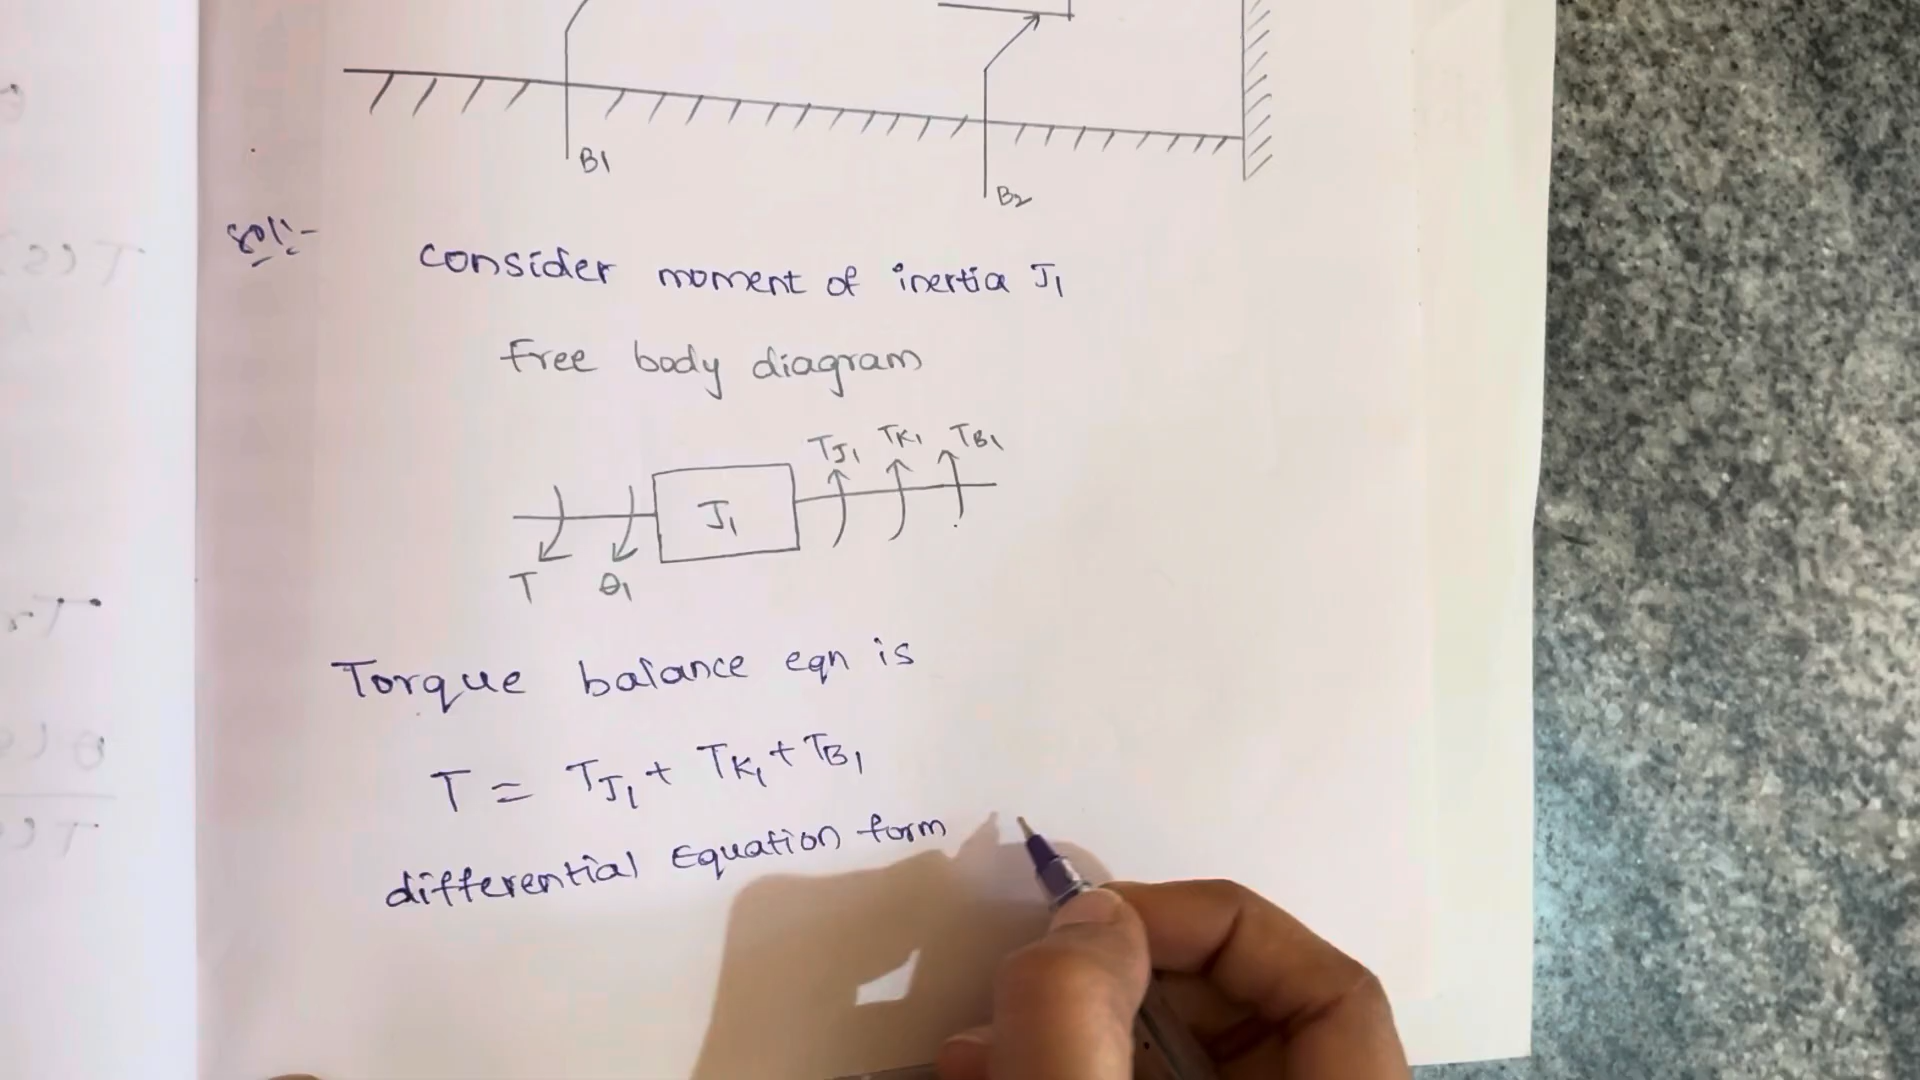 B1
B2
Sol:-
Consider moment of inertia J1
Free body diagram
TJ1 TK1 TB1
J1
T θ1
Torque balance eqn is
T = TJ1 + TK1 + TB1
differential Equation form